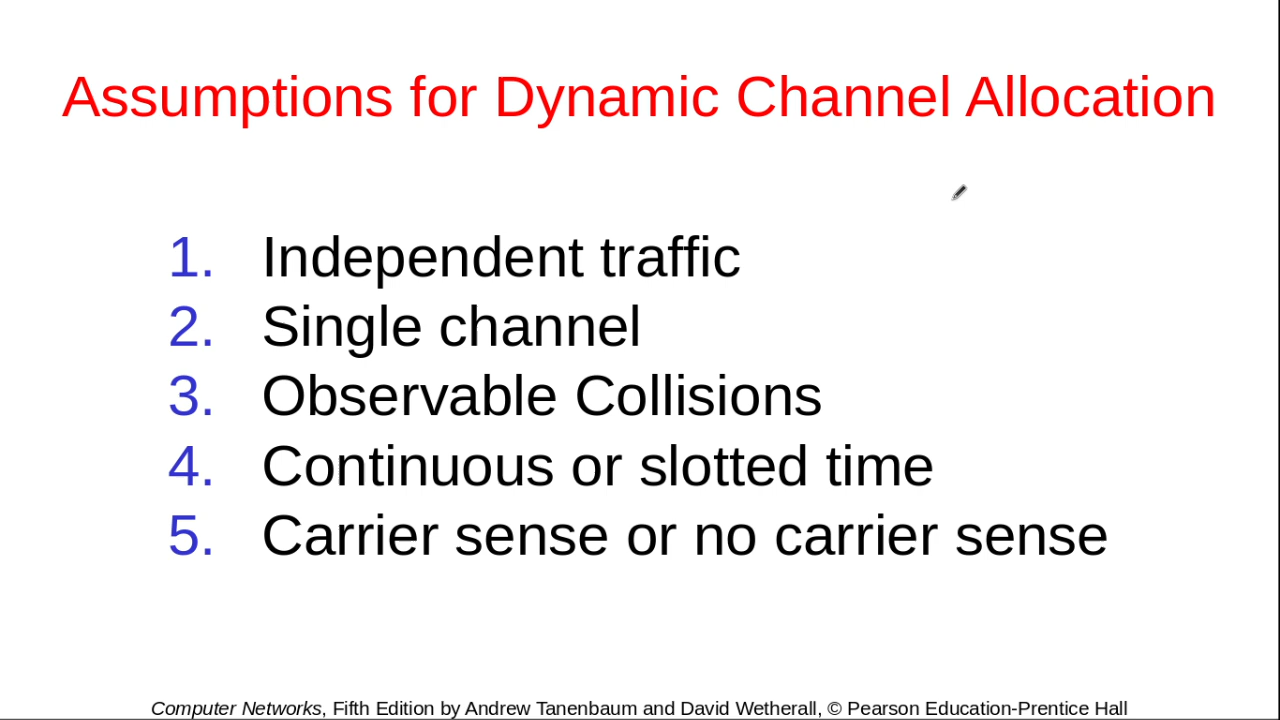 Assumptions for Dynamic Channel Allocation
1. Independent traffic
2. Single channel
3. Observable Collisions
4. Continuous or slotted time
5. Carrier sense or no carrier sense
Computer Networks, Fifth Edition by Andrew Tanenbaum and David Wetherall, © Pearson Education-Prentice Hall